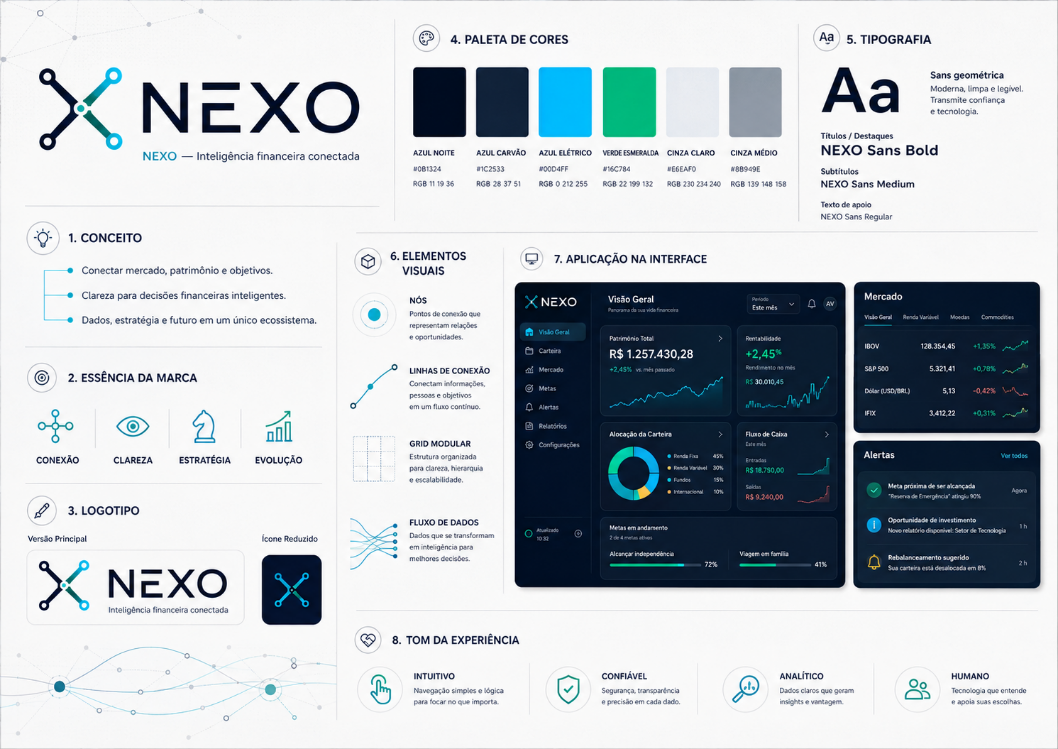 NEXO
NEXO — Inteligência financeira conectada
1. CONCEITO
Conectar mercado, patrimônio e objetivos.
Clareza para decisões financeiras inteligentes.
Dados, estratégia e futuro em um único ecossistema.
2. ESSÊNCIA DA MARCA
CONEXÃO
CLAREZA
ESTRATÉGIA
EVOLUÇÃO
3. LOGOTIPO
Versão Principal
Ícone Reduzido
NEXO
Inteligência financeira conectada
4. PALETA DE CORES
AZUL NOITE
#0B1324
RGB 11 19 36
AZUL CARVÃO
#1C2533
RGB 28 37 51
AZUL ELÉTRICO
#00D4FF
RGB 0 212 255
VERDE ESMERALDA
#16C784
RGB 22 199 132
CINZA CLARO
#E6EAF0
RGB 230 234 240
CINZA MÉDIO
#8B949E
RGB 139 148 158
Aa
5. TIPOGRAFIA
Aa
Sans geométrica
Moderna, limpa e legível.
Transmite confiança
e tecnologia.
Títulos / Destaques
NEXO Sans Bold
Subtítulos
NEXO Sans Medium
Texto de apoio
NEXO Sans Regular
6. ELEMENTOS
VISUAIS
NÓS
Pontos de conexão que
representam relações
e oportunidades.
LINHAS DE CONEXÃO
Conectam informações,
pessoas e objetivos
em um fluxo contínuo.
GRID MODULAR
Estrutura organizada
para clareza, hierarquia
e escalabilidade.
FLUXO DE DADOS
Dados que se transformam
em inteligência para
melhores decisões.
7. APLICAÇÃO NA INTERFACE
NEXO
Visão Geral
Carteira
Mercado
Metas
Alertas
Relatórios
Configurações
Atualizado
10:32
Visão Geral
Panorama da sua vida financeira
Período
Este mês
AV
Patrimônio Total
R$ 1.257.430,28
+2,45% vs. mês passado
Rentabilidade
+2,45%
Rendimento no mês
R$ 30.010,45
Alocação da Carteira
Renda Fixa 45%
Renda Variável 30%
Fundos 15%
Internacional 10%
Fluxo de Caixa
Este mês
Entradas
R$ 18.750,00
Saídas
R$ 9.240,00
Metas em andamento
2 de 4 metas ativas
Alcançar independência
72%
Viagem em família
41%
Mercado
Visão Geral Renda Variável Moedas Commodities
IBOV 128.354,45 +1,35%
S&P 500 5.321,41 +0,78%
Dólar (USD/BRL) 5,13 -0,42%
IFIX 3.412,22 +0,31%
Alertas
Ver todos
Meta próxima de ser alcançada
"Reserva de Emergência" atingiu 90%
Agora
Oportunidade de investimento
Novo relatório disponível: Setor de Tecnologia
1 h
Rebalanceamento sugerido
Sua carteira está desalocada em 8%
2 h
8. TOM DA EXPERIÊNCIA
INTUITIVO
Navegação simples e lógica
para focar no que importa.
CONFIÁVEL
Segurança, transparência
e precisão em cada dado.
ANALÍTICO
Dados claros que geram
insights e vantagem.
HUMANO
Tecnologia que entende
e apoia suas escolhas.